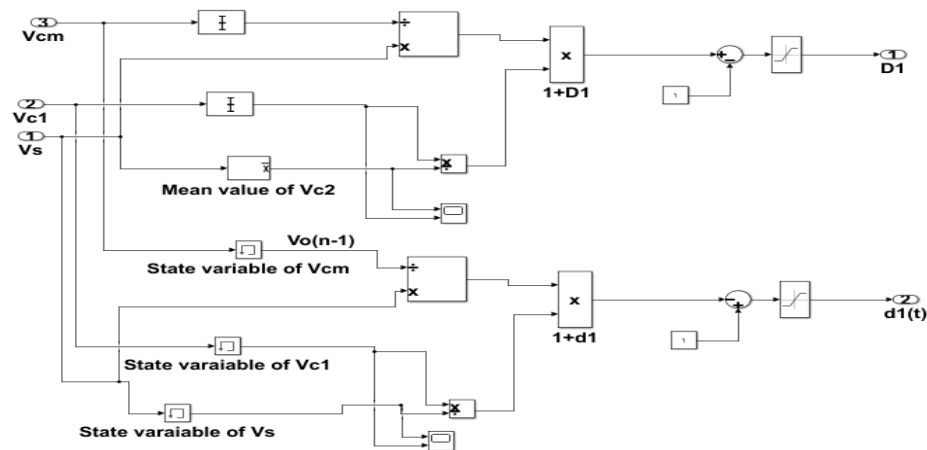 3
Vcm
2
Vc1
1
Vs
÷
x
x
1+D1
x
÷
x
Mean value of Vc2
+
−
1
1
D1
Vo(n-1)
State variable of Vcm
÷
x
x
1+d1
State varaiable of Vc1
x
÷
State varaiable of Vs
−
+
1
2
d1(t)